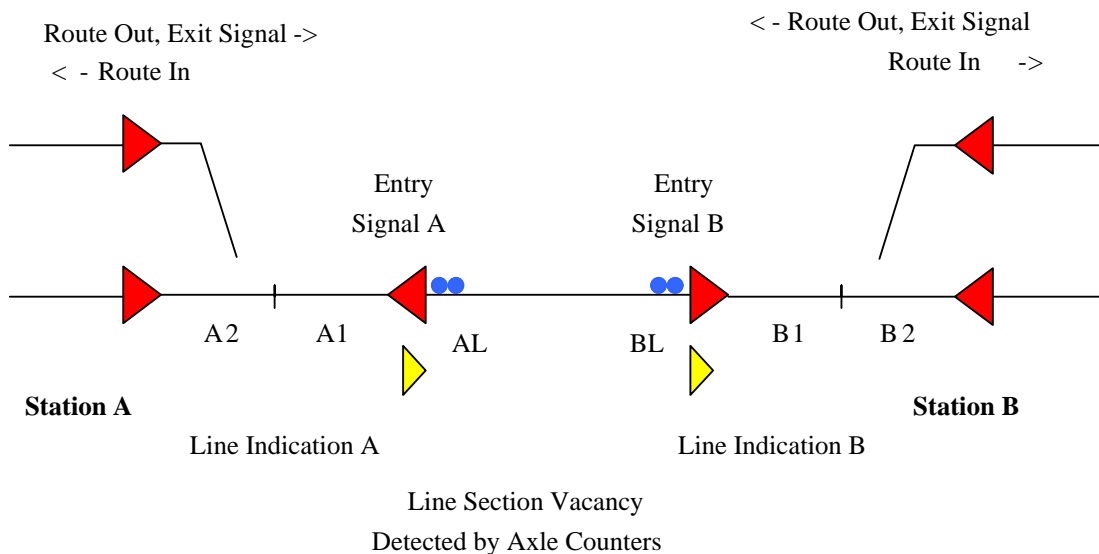 Route Out, Exit Signal ->
< - Route In
< - Route Out, Exit Signal
Route In ->
Entry
Signal A
Entry
Signal B
A2
A1
AL
BL
B1
B2
Station A
Station B
Line Indication A
Line Indication B
Line Section Vacancy
Detected by Axle Counters